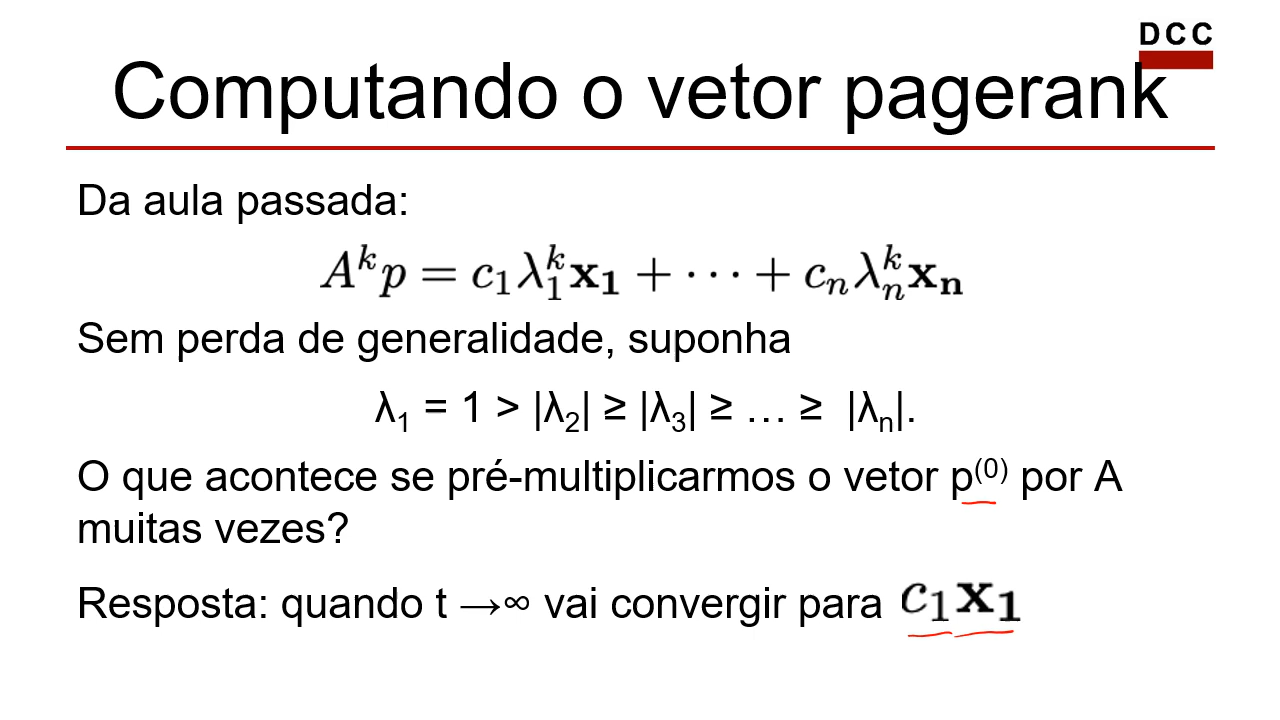 DCC
Computando o vetor pagerank
Da aula passada:
A^k p = c_1 λ_1^k x_1 + ⋯ + c_n λ_n^k x_n
Sem perda de generalidade, suponha
λ₁ = 1 > |λ₂| ≥ |λ₃| ≥ … ≥ |λₙ|.
O que acontece se pré-multiplicarmos o vetor p⁽⁰⁾ por A
muitas vezes?
Resposta: quando t →∞ vai convergir para c₁x₁